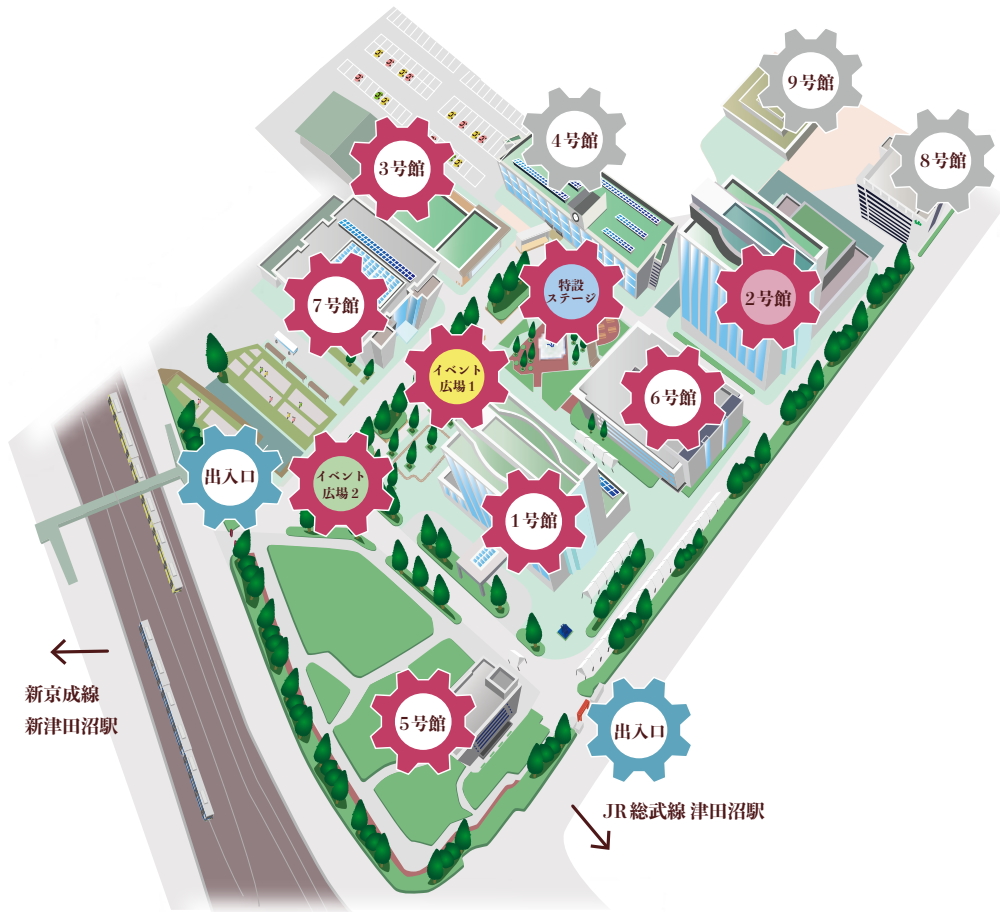 9号館
4号館
8号館
3号館
特設
ステージ
2号館
7号館
イベント
広場1
6号館
出入口
イベント
広場2
1号館
新京成線
新津田沼駅
5号館
出入口
JR総武線 津田沼駅